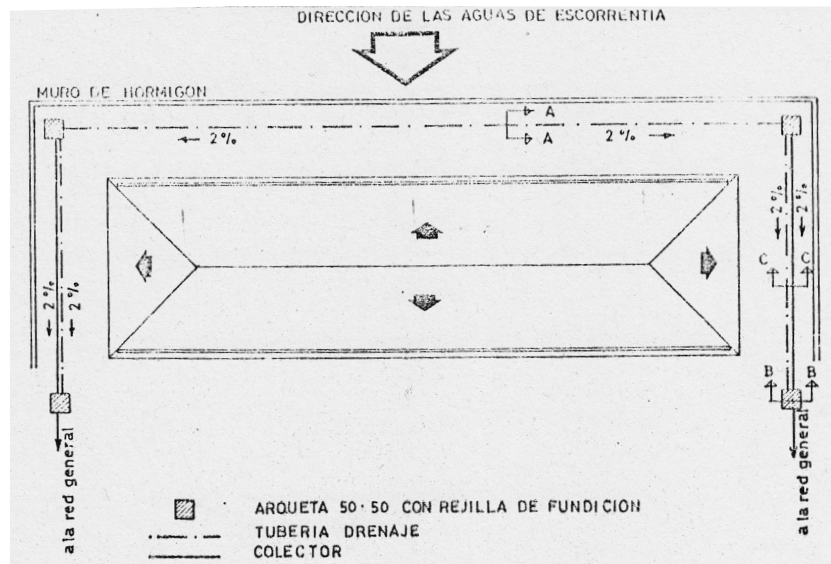 DIRECCION DE LAS AGUAS DE ESCORRENTIA
MURO DE HORMIGON
A
A
2%
2%
2%
2%
C
C
2%
2%
B
B
a la red general
a la red general
ARQUETA 50·50 CON REJILLA DE FUNDICION
TUBERIA DRENAJE
COLECTOR